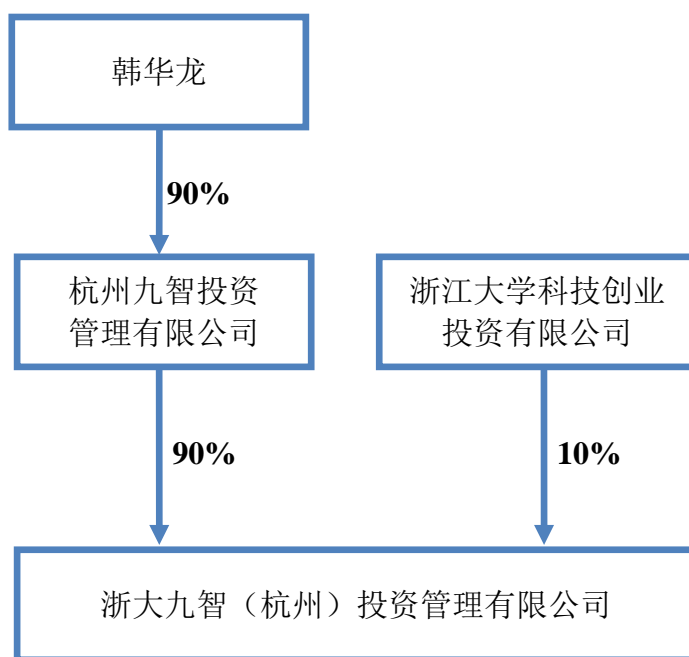 韩华龙
90%
杭州九智投资
管理有限公司
浙江大学科技创业
投资有限公司
90%
10%
浙大九智（杭州）投资管理有限公司